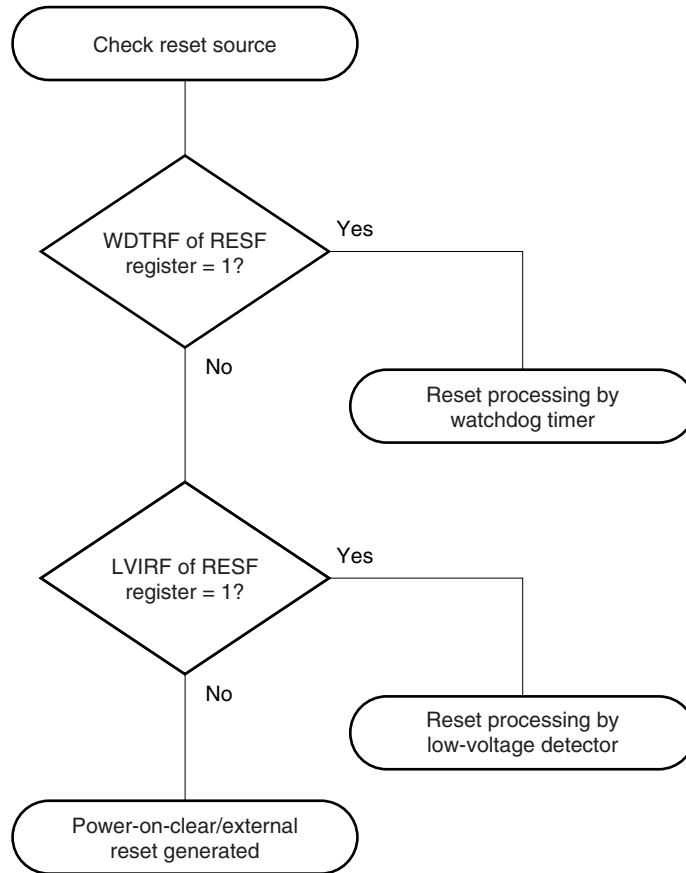 Check reset source
WDTRF of RESF
register = 1?
Yes
No
Reset processing by
watchdog timer
LVIRF of RESF
register = 1?
Yes
No
Reset processing by
low-voltage detector
Power-on-clear/external
reset generated